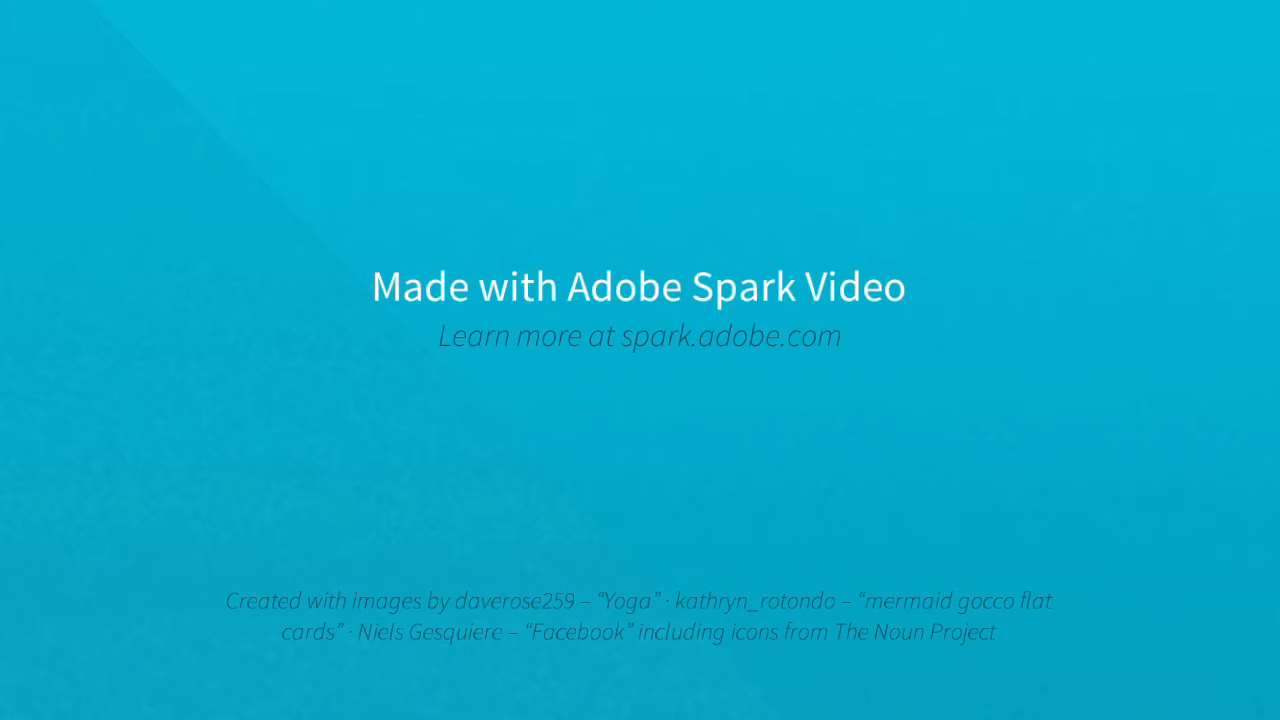 Made with Adobe Spark Video
Learn more at spark.adobe.com
Created with images by daverose259 – “Yoga” · kathryn_rotondo – “mermaid gocco flat
cards” · Niels Gesquiere – “Facebook” including icons from The Noun Project